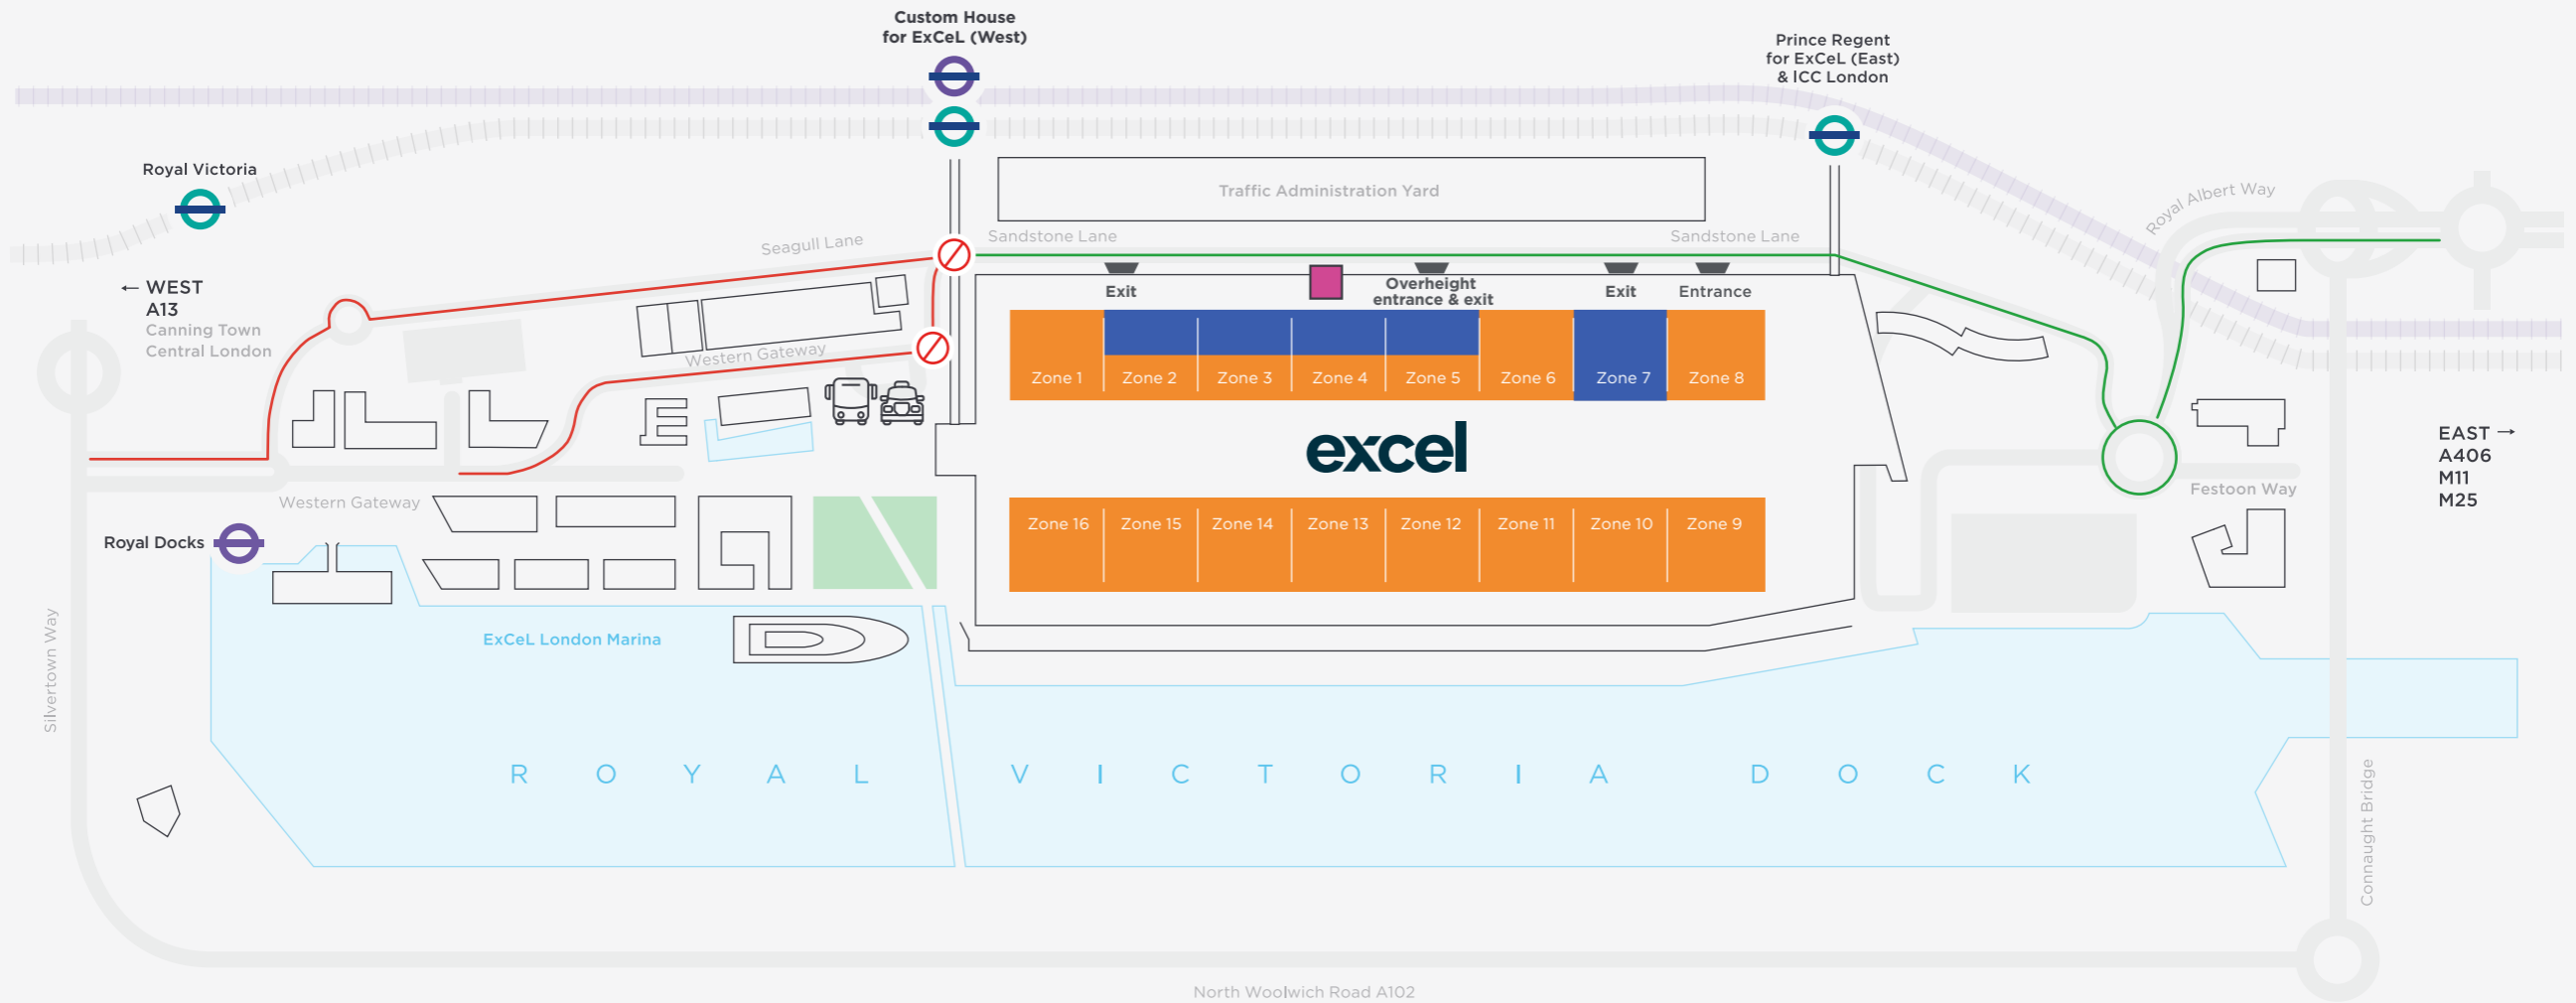 Custom House
for ExCeL (West)
Prince Regent
for ExCeL (East)
& ICC London
Royal Victoria
Traffic Administration Yard
Royal Albert Way
Seagull Lane
Sandstone Lane
Sandstone Lane
← WEST
A13
Canning Town
Central London
Exit
Overheight
entrance & exit
Exit
Entrance
Western Gateway
Zone 1
Zone 2
Zone 3
Zone 4
Zone 5
Zone 6
Zone 7
Zone 8
excel
EAST →
A406
M11
M25
Western Gateway
Festoon Way
Zone 16
Zone 15
Zone 14
Zone 13
Zone 12
Zone 11
Zone 10
Zone 9
Royal Docks
Silvertown Way
ExCeL London Marina
ROYAL VICTORIA DOCK
Connaught Bridge
North Woolwich Road A102